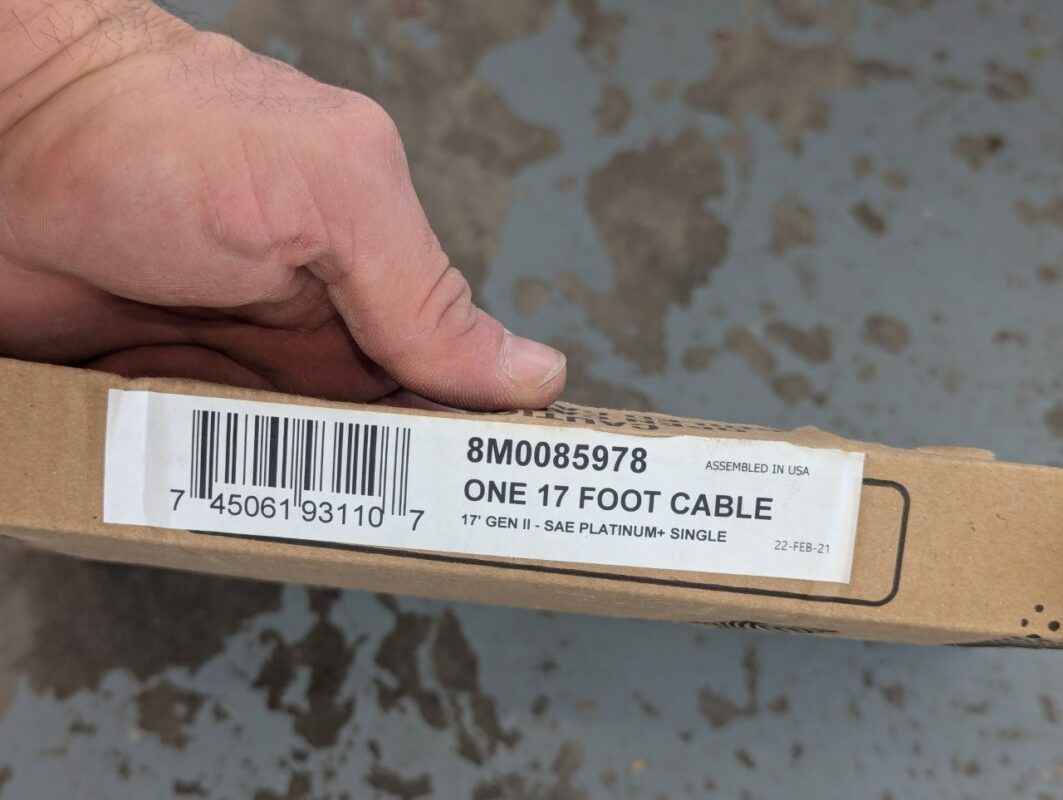 8M0085978
ASSEMBLED IN USA
ONE 17 FOOT CABLE
17' GEN II - SAE PLATINUM+ SINGLE
22-FEB-21
7 45061 93110 7